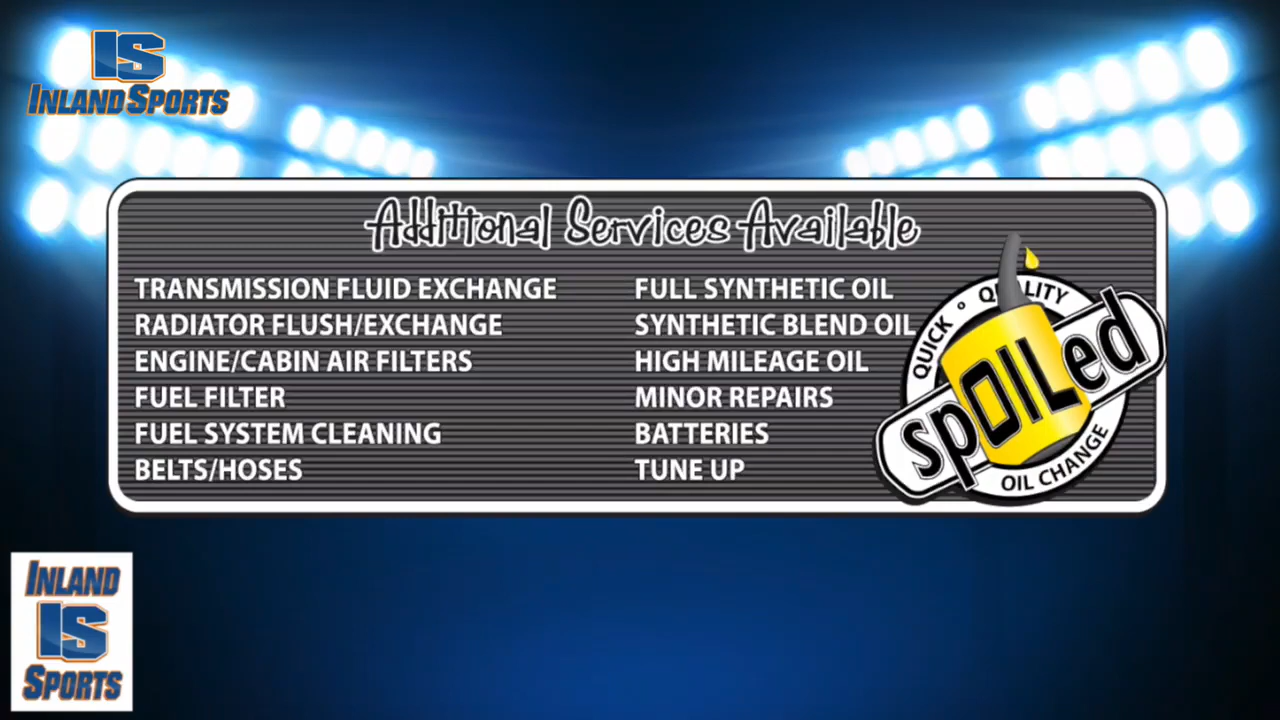 IS
INLAND SPORTS
Additional Services Available
TRANSMISSION FLUID EXCHANGE
RADIATOR FLUSH/EXCHANGE
ENGINE/CABIN AIR FILTERS
FUEL FILTER
FUEL SYSTEM CLEANING
BELTS/HOSES
FULL SYNTHETIC OIL
SYNTHETIC BLEND OIL
HIGH MILEAGE OIL
MINOR REPAIRS
BATTERIES
TUNE UP
QUICK ° QUALITY
spOILed
OIL CHANGE
INLAND
IS
SPORTS